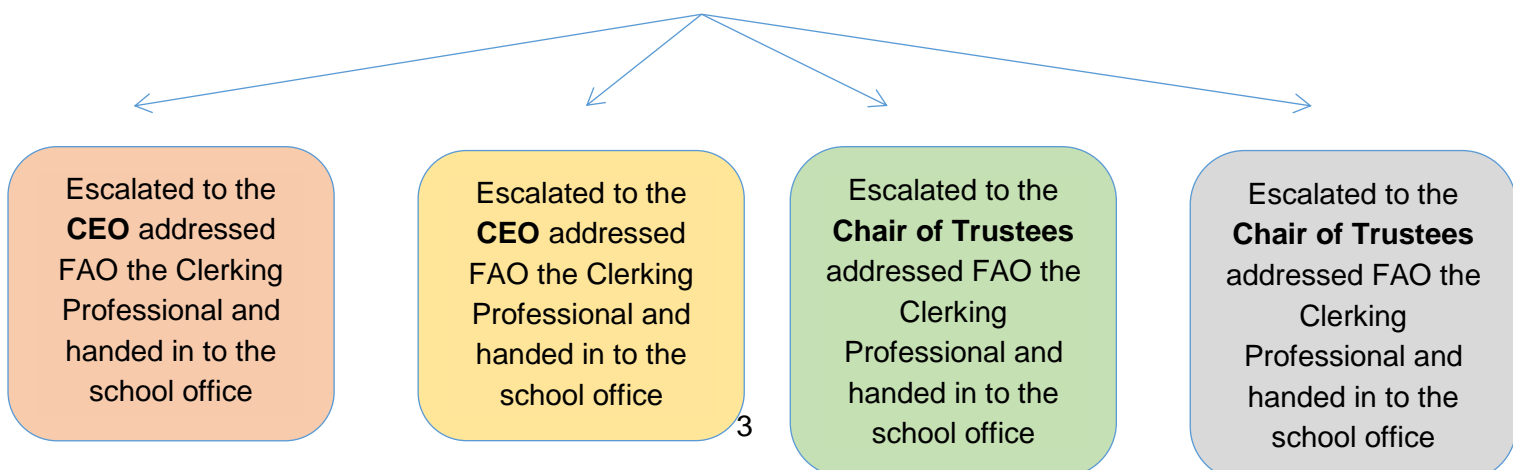 Escalated to the
CEO addressed
FAO the Clerking
Professional and
handed in to the
school office
Escalated to the
CEO addressed
FAO the Clerking
Professional and
handed in to the
school office
Escalated to the
Chair of Trustees
addressed FAO the
Clerking
Professional and
handed in to the
school office
Escalated to the
Chair of Trustees
addressed FAO the
Clerking
Professional and
handed in to the
school office
3